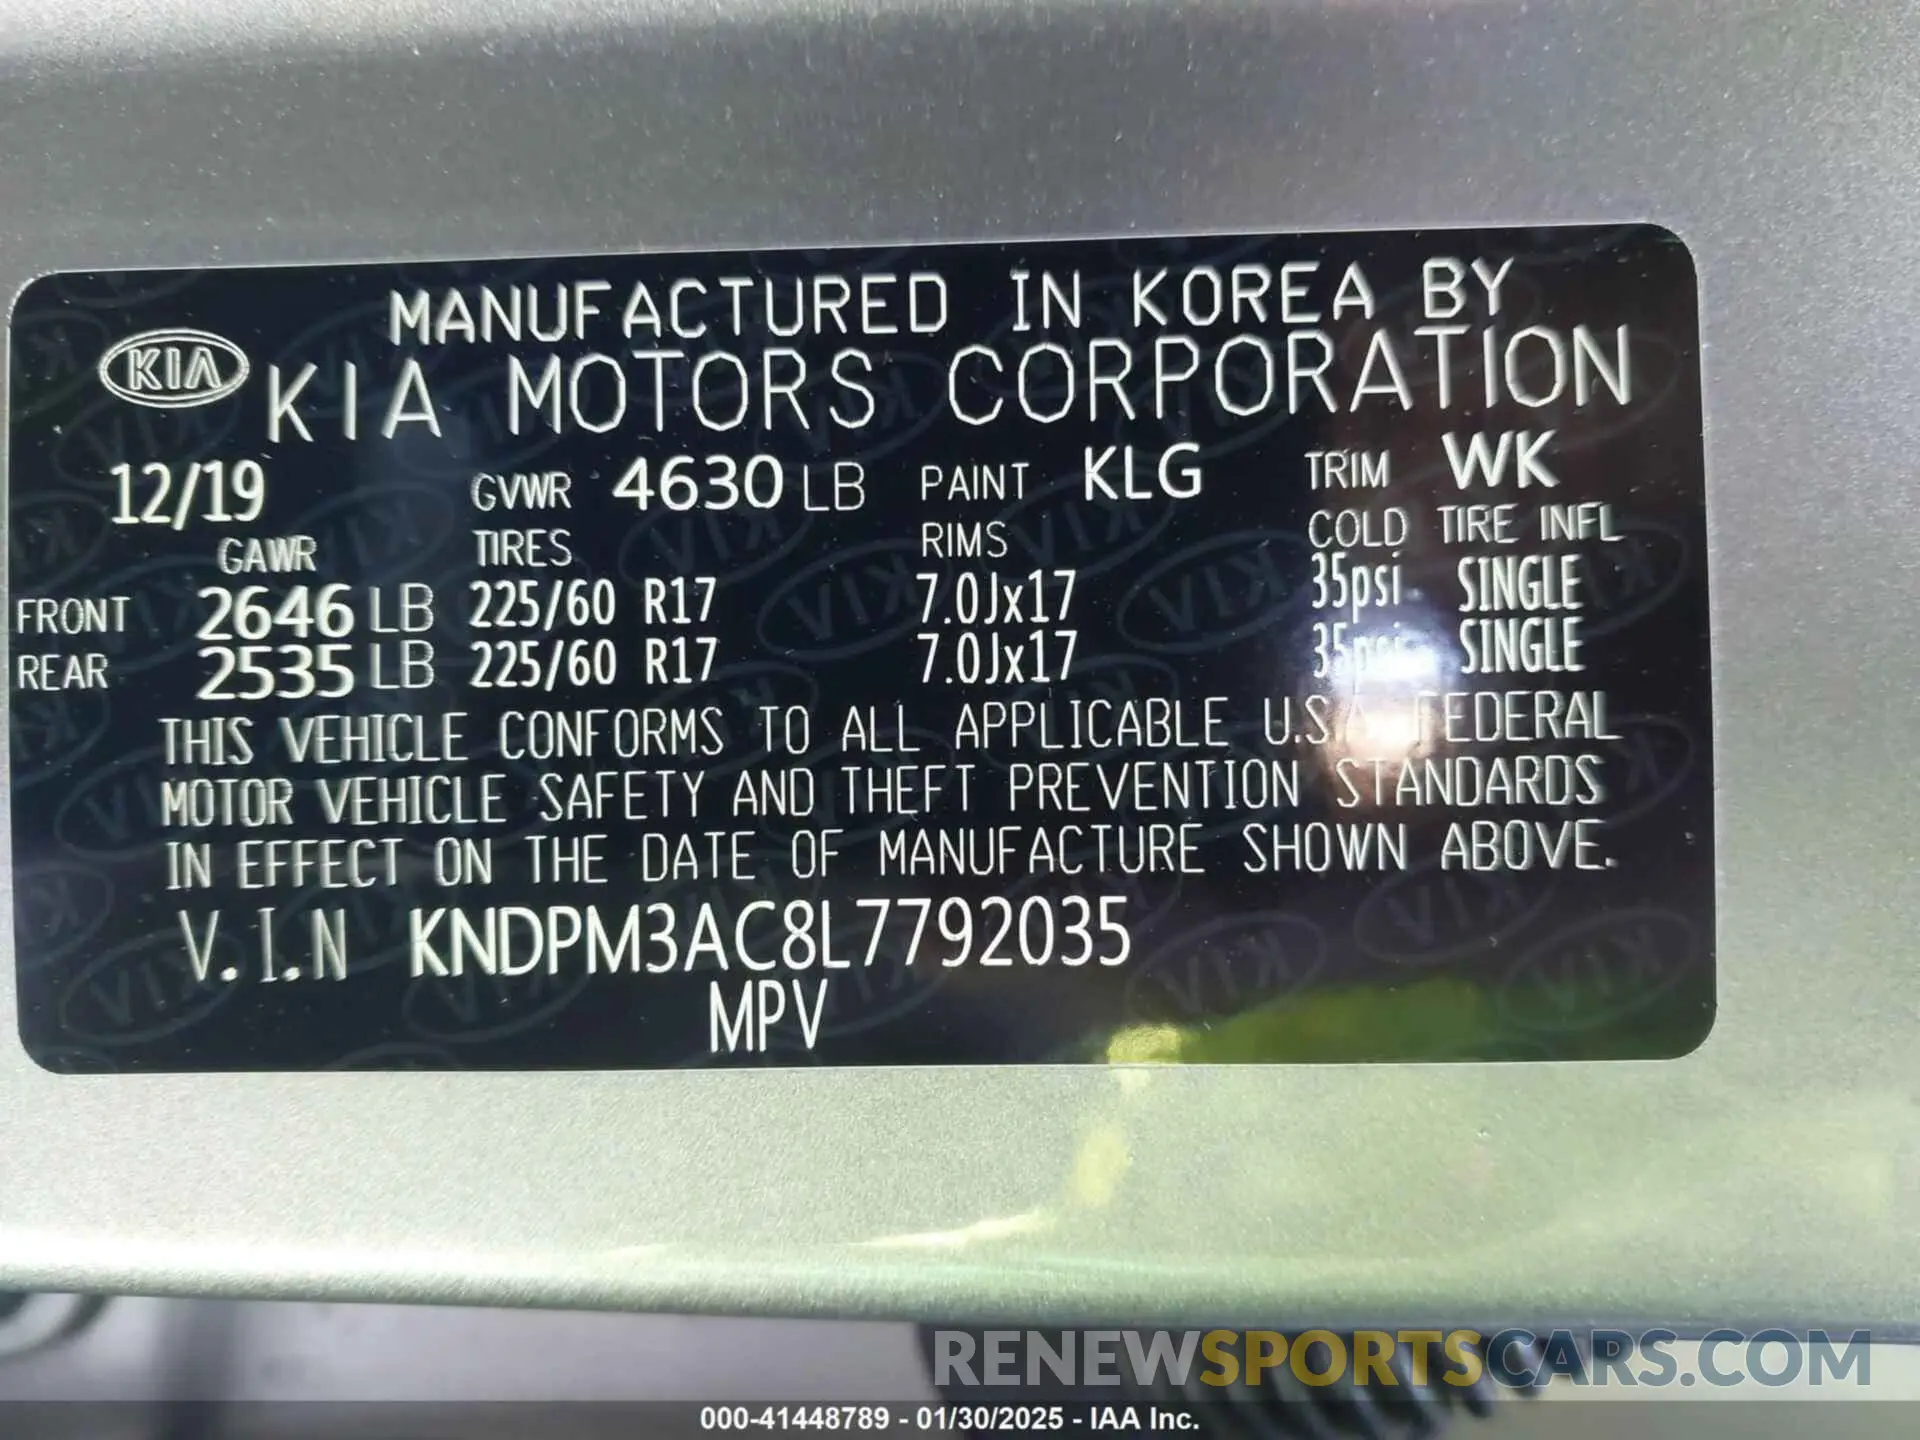 MANUFACTURED IN KOREA BY
KIA KIA MOTORS CORPORATION
12/19 GVWR 4630 LB PAINT KLG TRIM WK
GAWR TIRES RIMS COLD TIRE INFL
FRONT 2646 LB 225/60 R17 7.0Jx17 35psi SINGLE
REAR 2535 LB 225/60 R17 7.0Jx17 35psi SINGLE
THIS VEHICLE CONFORMS TO ALL APPLICABLE U.S.A. FEDERAL
MOTOR VEHICLE SAFETY AND THEFT PREVENTION STANDARDS
IN EFFECT ON THE DATE OF MANUFACTURE SHOWN ABOVE.
V.I.N KNDPM3AC8L7792035
MPV
RENEWSPORTSCARS.COM
000-41448789 - 01/30/2025 - IAA Inc.